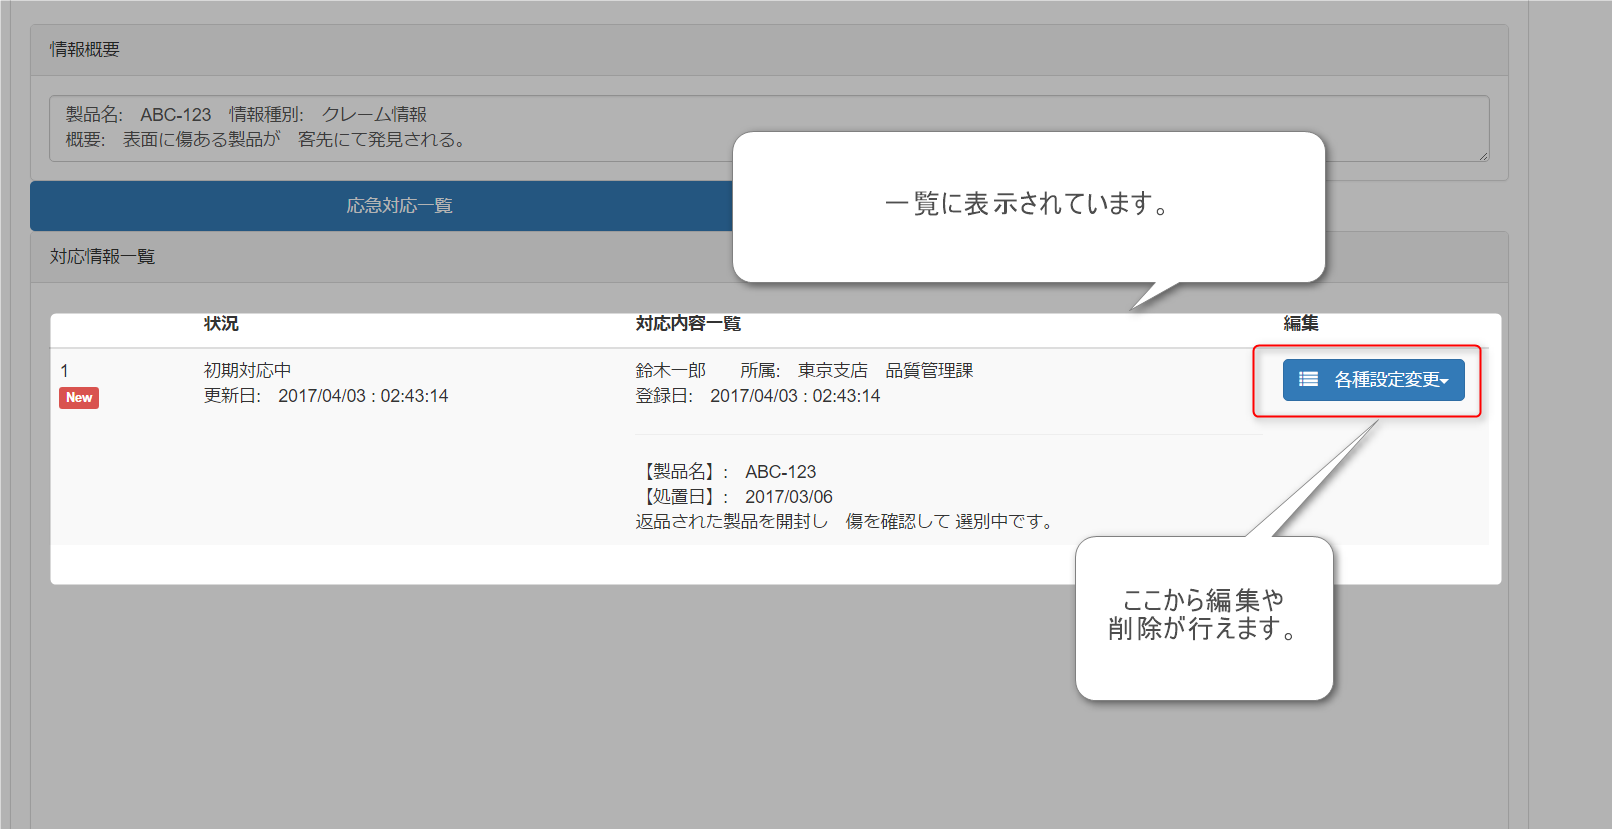 情報概要
製品名:　ABC-123　情報種別:　クレーム情報
概要:　表面に傷ある製品が　客先にて発見される。
一覧に表示されています。
応急対応一覧
対応情報一覧
状況　対応内容一覧　編集
1　初期対応中　鈴木一郎　　所属:　東京支店　品質管理課　各種設定変更
New　更新日:　2017/04/03 : 02:43:14　登録日:　2017/04/03 : 02:43:14
【製品名】:　ABC-123
【処置日】:　2017/03/06
返品された製品を開封し　傷を確認して 選別中です。
ここから編集や
削除が行えます。